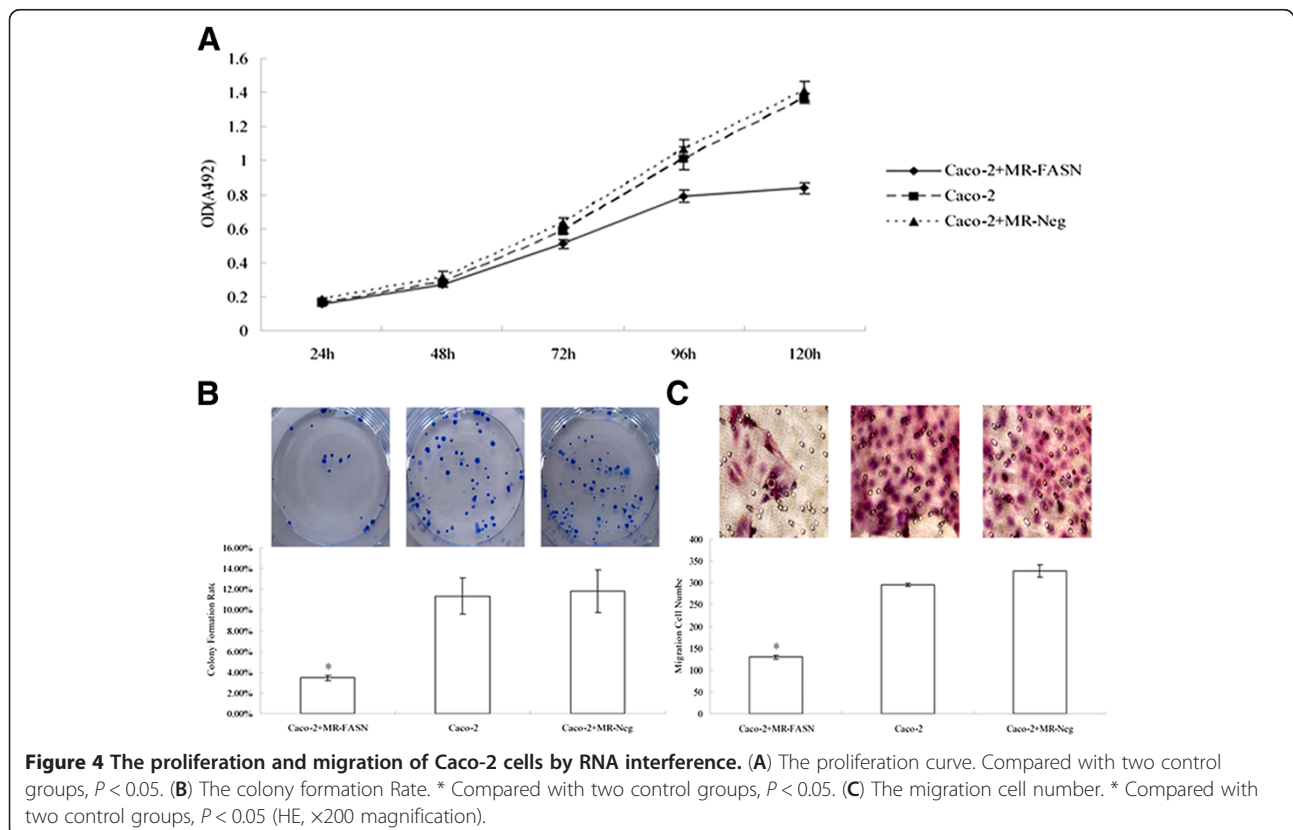 A
1.6
1.4
1.2
1
0.8
0.6
0.4
0.2
0
OD(A492)
24h
48h
72h
96h
120h
Caco-2+MR-FASN
Caco-2
Caco-2+MR-Neg
B
16.00%
14.00%
12.00%
10.00%
8.00%
6.00%
4.00%
2.00%
0.00%
Colony Formation Rate
*
Caco-2+MR-FASN
Caco-2
Caco-2+MR-Neg
C
400
350
300
250
200
150
100
50
0
Migration Cell Numbe
*
Caco-2+MR-FASN
Caco-2
Caco-2+MR-Neg
Figure 4 The proliferation and migration of Caco-2 cells by RNA interference. (A) The proliferation curve. Compared with two control
groups, P < 0.05. (B) The colony formation Rate. * Compared with two control groups, P < 0.05. (C) The migration cell number. * Compared with
two control groups, P < 0.05 (HE, ×200 magnification).